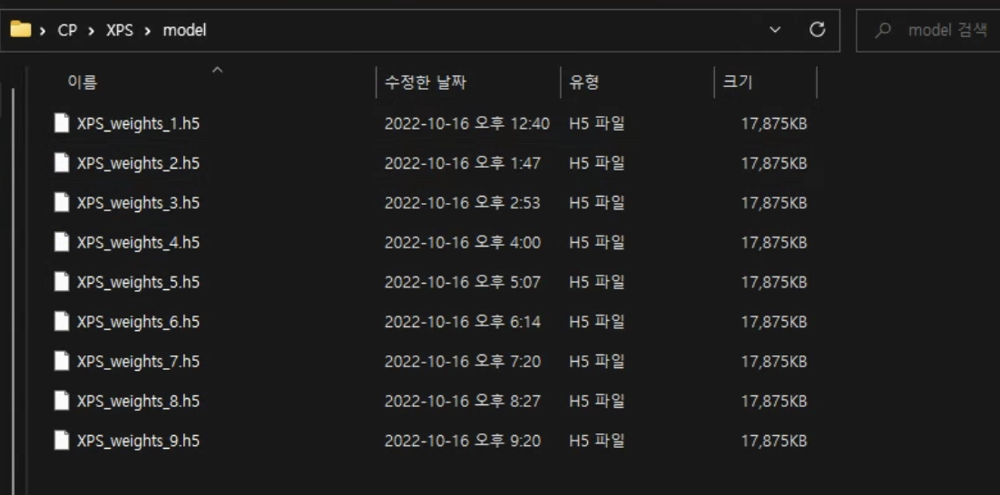 CP > XPS > model model 검색
이름 수정한 날짜 유형 크기
XPS_weights_1.h5 2022-10-16 오후 12:40 H5 파일 17,875KB
XPS_weights_2.h5 2022-10-16 오후 1:47 H5 파일 17,875KB
XPS_weights_3.h5 2022-10-16 오후 2:53 H5 파일 17,875KB
XPS_weights_4.h5 2022-10-16 오후 4:00 H5 파일 17,875KB
XPS_weights_5.h5 2022-10-16 오후 5:07 H5 파일 17,875KB
XPS_weights_6.h5 2022-10-16 오후 6:14 H5 파일 17,875KB
XPS_weights_7.h5 2022-10-16 오후 7:20 H5 파일 17,875KB
XPS_weights_8.h5 2022-10-16 오후 8:27 H5 파일 17,875KB
XPS_weights_9.h5 2022-10-16 오후 9:20 H5 파일 17,875KB